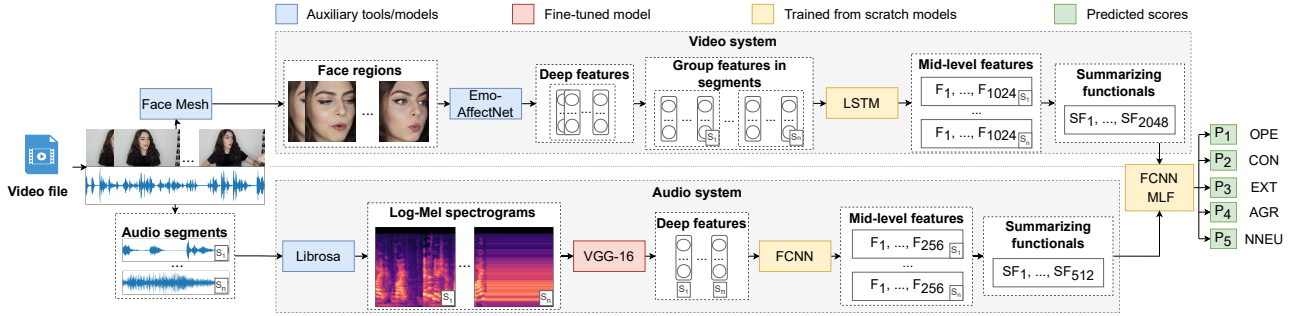 Auxiliary tools/models
Fine-tuned model
Trained from scratch models
Predicted scores
Video system
Face regions
...
Deep features
Group features in
segments
...
S1
Sn
Mid-level features
F1, ..., F1024
S1
...
F1, ..., F1024
Sn
Summarizing
functionals
SF1, ..., SF2048
Face Mesh
Emo-
AffectNet
LSTM
Video file
...
FCNN
MLF
P1 OPE
P2 CON
P3 EXT
P4 AGR
P5 NNEU
Audio system
Audio segments
S1
...
Sn
Librosa
Log-Mel spectrograms
...
S1
Sn
VGG-16
Deep features
...
S1
Sn
FCNN
Mid-level features
F1, ..., F256
S1
...
F1, ..., F256
Sn
Summarizing
functionals
SF1, ..., SF512